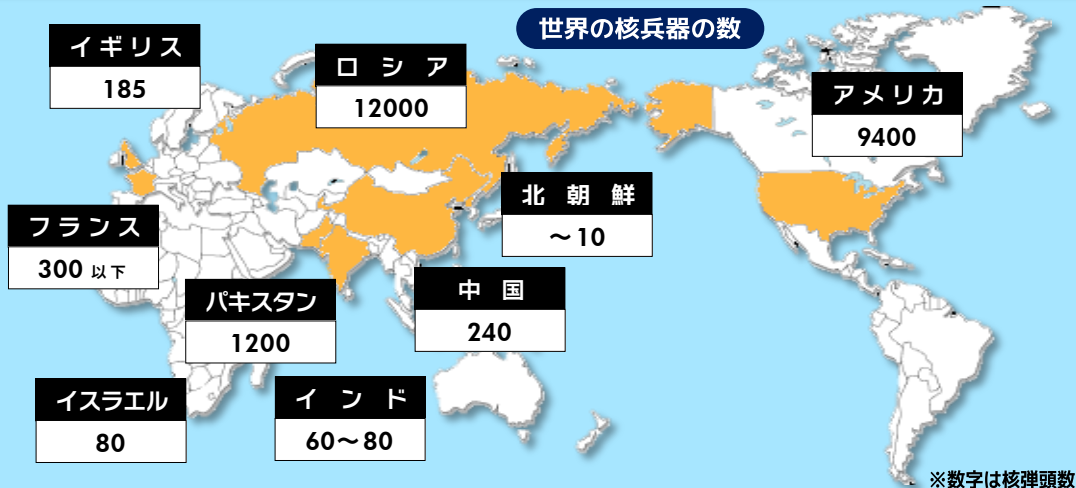 世界の核兵器の数
イギリス
185
ロシア
12000
アメリカ
9400
北朝鮮
～10
フランス
300 以下
パキスタン
1200
中国
240
イスラエル
80
インド
60～80
※数字は核弾頭数